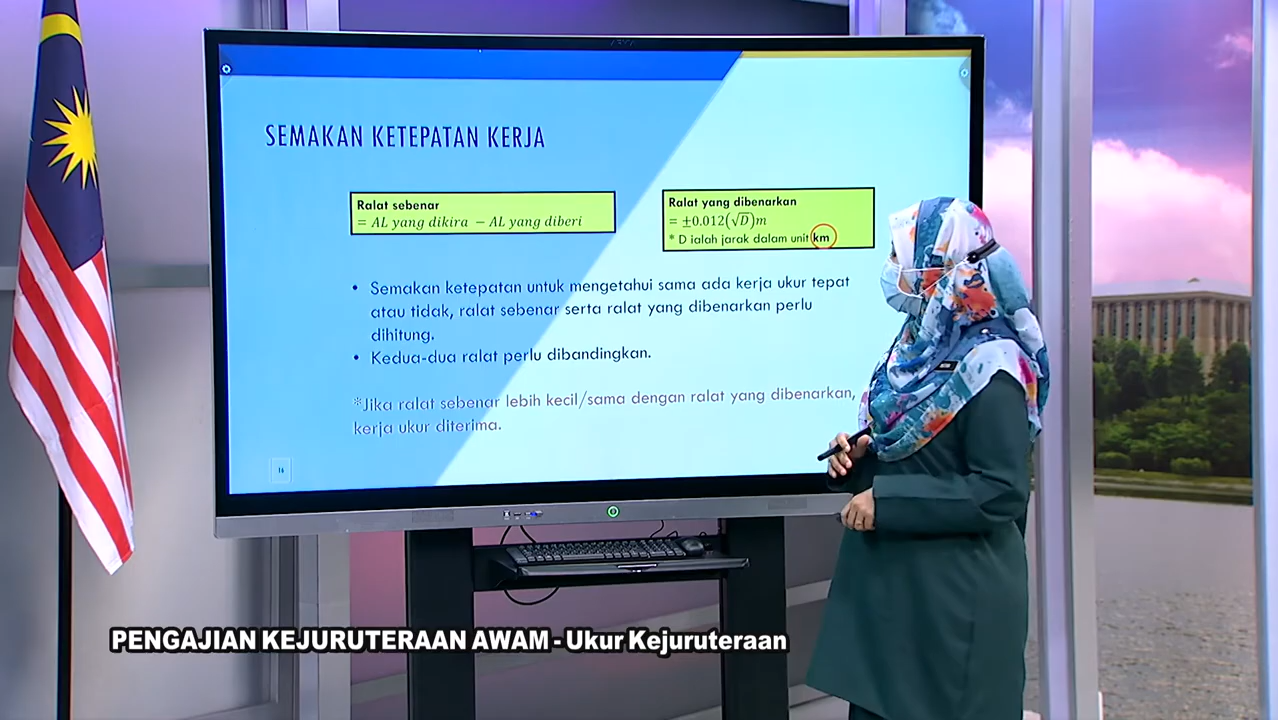 SEMAKAN KETEPATAN KERJA
Ralat sebenar
= AL yang dikira − AL yang diberi
Ralat yang dibenarkan
= ±0.012(√D)m
* D ialah jarak dalam unit km
• Semakan ketepatan untuk mengetahui sama ada kerja ukur tepat
atau tidak, ralat sebenar serta ralat yang dibenarkan perlu
dihitung.
• Kedua-dua ralat perlu dibandingkan.
*Jika ralat sebenar lebih kecil/sama dengan ralat yang dibenarkan,
kerja ukur diterima.
16
PENGAJIAN KEJURUTERAAN AWAM - Ukur Kejuruteraan